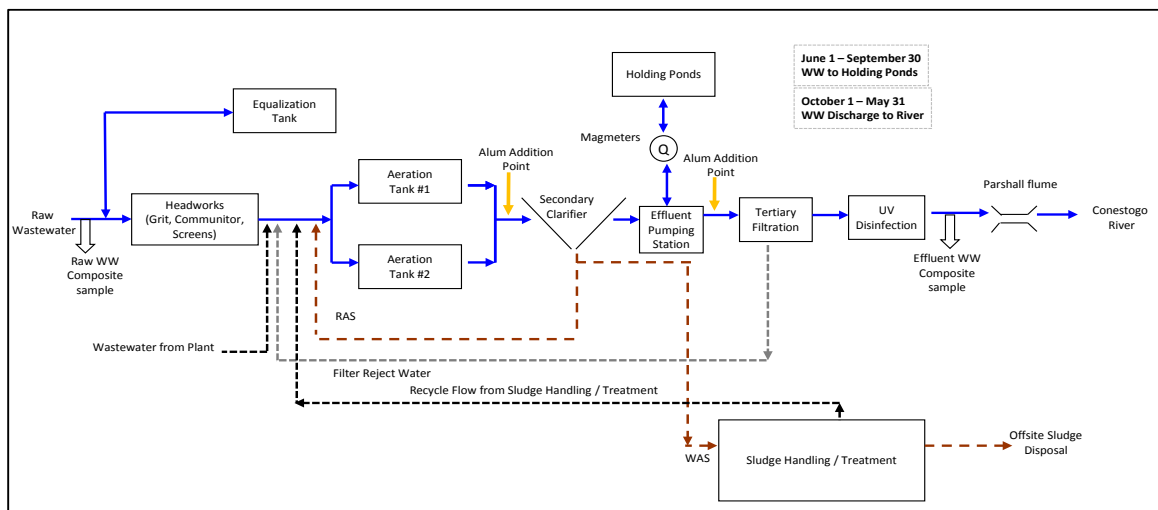 June 1 – September 30
WW to Holding Ponds
October 1 – May 31
WW Discharge to River
Holding Ponds
Equalization
Tank
Magmeters
Q
Alum Addition
Point
Alum Addition
Point
Aeration
Tank #1
Secondary
Clarifier
Parshall flume
Raw
Wastewater
Headworks
(Grit, Communitor,
Screens)
Effluent
Pumping
Station
Tertiary
Filtration
UV
Disinfection
Conestogo
River
Raw WW
Composite
sample
Aeration
Tank #2
Effluent WW
Composite
sample
RAS
Wastewater from Plant
Filter Reject Water
Recycle Flow from Sludge Handling / Treatment
WAS
Sludge Handling / Treatment
Offsite Sludge
Disposal